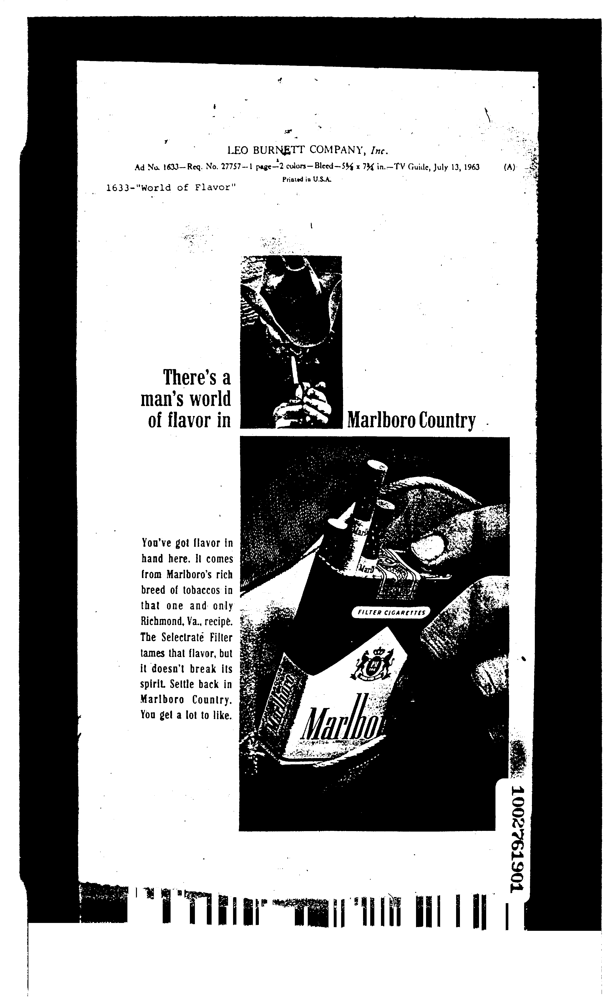 LEO BURNETT COMPANY, Inc.
Ad No. 1633—Req. No. 27757—1 page—2 colors—Bleed—5⅝ x 7¾ in.—TV Guide, July 13, 1963 (A)
Printed in U.S.A.
1633-"World of Flavor"
There's a
man's world
of flavor in
Marlboro Country
You've got flavor in
hand here. It comes
from Marlboro's rich
breed of tobaccos in
that one and only
Richmond, Va., recipe.
The Selectrate Filter
tames that flavor, but
it doesn't break its
spirit. Settle back in
Marlboro Country.
You get a lot to like.
Marlb
FILTER CIGARETTES
Marlboro
Marlbo
1002761901